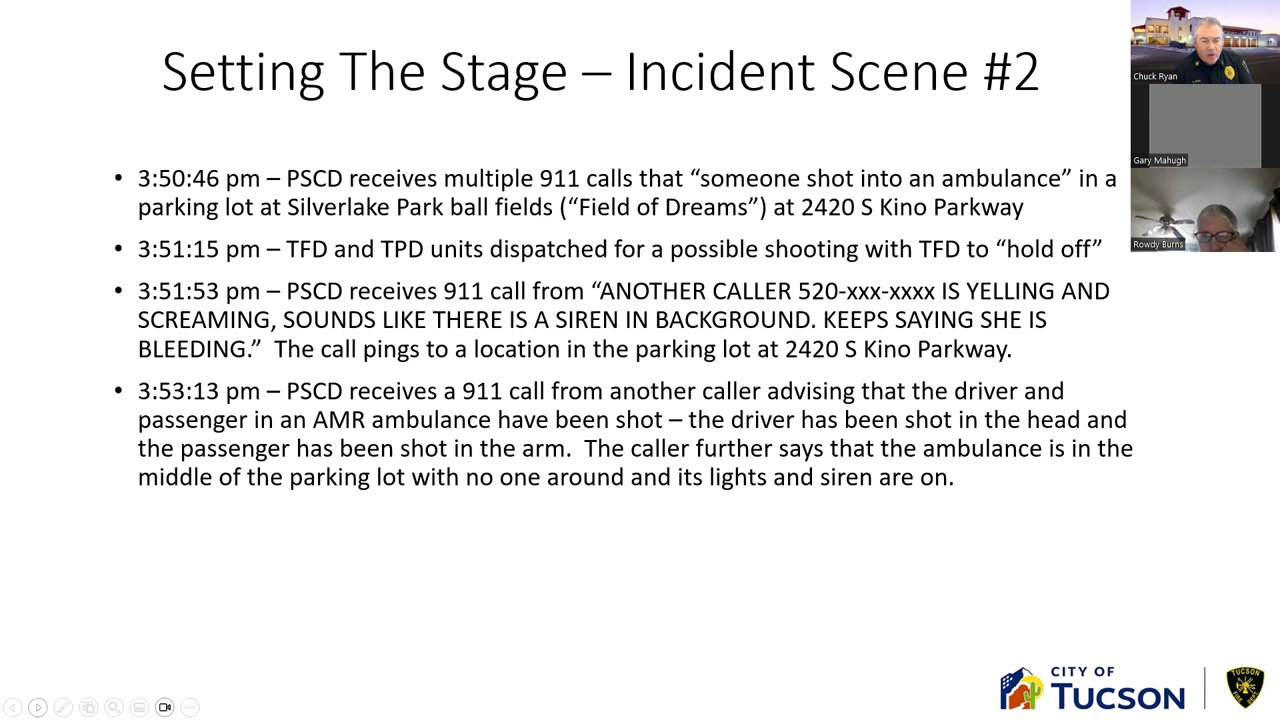 Setting The Stage – Incident Scene #2
• 3:50:46 pm – PSCD receives multiple 911 calls that “someone shot into an ambulance” in a
parking lot at Silverlake Park ball fields (“Field of Dreams”) at 2420 S Kino Parkway
• 3:51:15 pm – TFD and TPD units dispatched for a possible shooting with TFD to “hold off”
• 3:51:53 pm – PSCD receives 911 call from “ANOTHER CALLER 520-xxx-xxxx IS YELLING AND
SCREAMING, SOUNDS LIKE THERE IS A SIREN IN BACKGROUND. KEEPS SAYING SHE IS
BLEEDING.”  The call pings to a location in the parking lot at 2420 S Kino Parkway.
• 3:53:13 pm – PSCD receives a 911 call from another caller advising that the driver and
passenger in an AMR ambulance have been shot – the driver has been shot in the head and
the passenger has been shot in the arm.  The caller further says that the ambulance is in the
middle of the parking lot with no one around and its lights and siren are on.
Chuck Ryan
Gary Mahugh
Rowdy Burns
CITY OF
TUCSON
TUCSON
FIRE DEPT